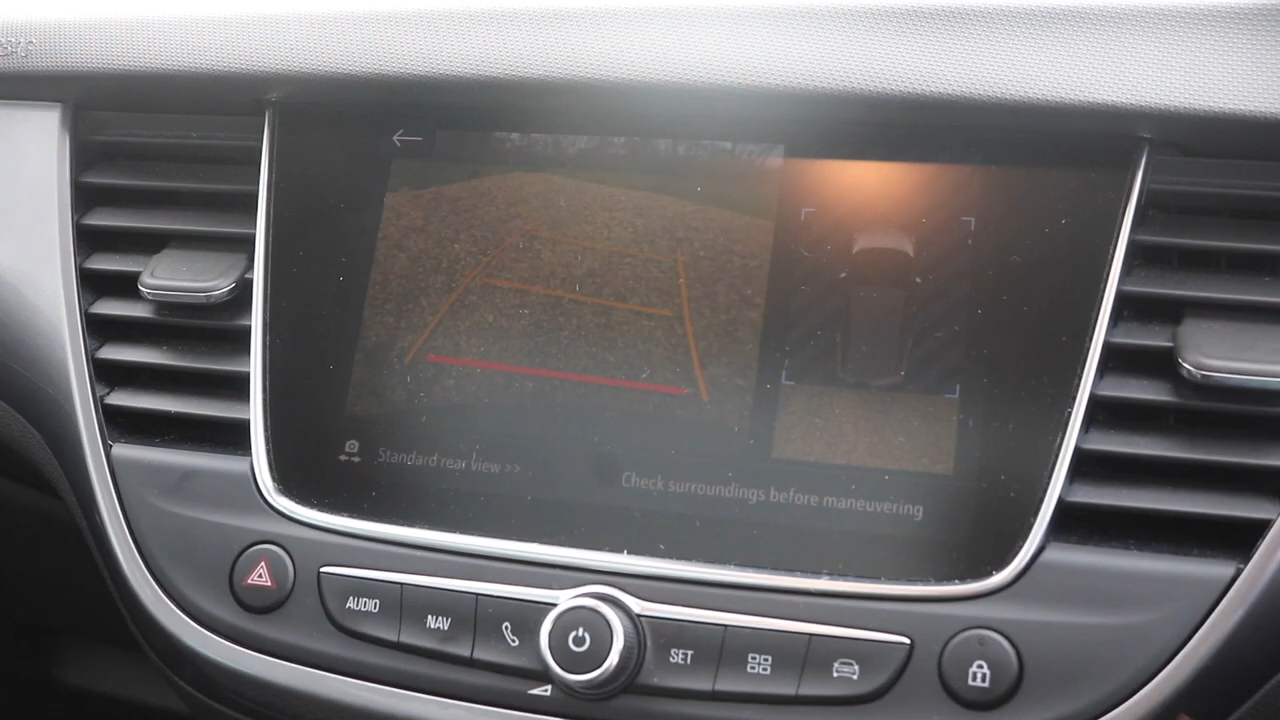 Standard rear view >>
Check surroundings before maneuvering
AUDIO
NAV
SET